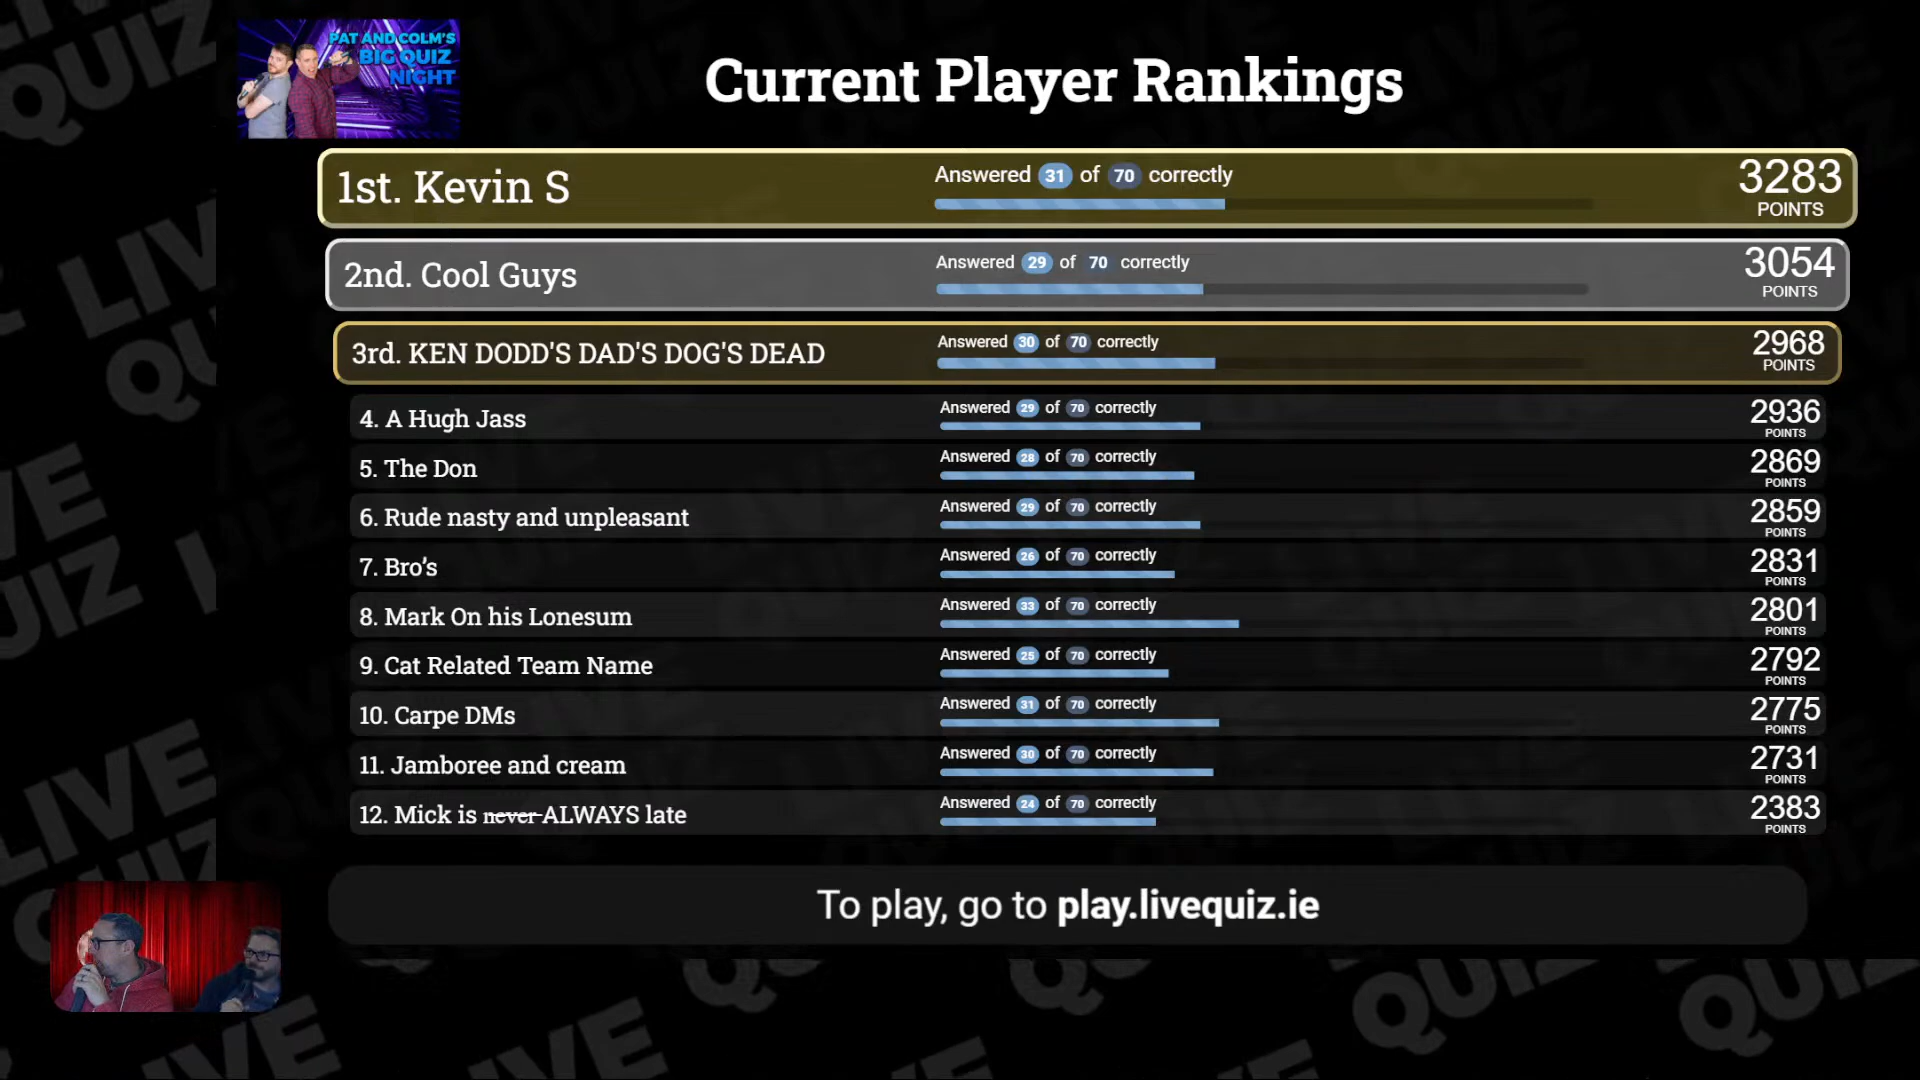 PAT AND COLM'S
BIG QUIZ
NIGHT
Current Player Rankings
1st. Kevin S
Answered 31 of 70 correctly
3283
POINTS
2nd. Cool Guys
Answered 29 of 70 correctly
3054
POINTS
3rd. KEN DODD'S DAD'S DOG'S DEAD
Answered 30 of 70 correctly
2968
POINTS
4. A Hugh Jass
Answered 29 of 70 correctly
2936
POINTS
5. The Don
Answered 28 of 70 correctly
2869
POINTS
6. Rude nasty and unpleasant
Answered 29 of 70 correctly
2859
POINTS
7. Bro’s
Answered 26 of 70 correctly
2831
POINTS
8. Mark On his Lonesum
Answered 33 of 70 correctly
2801
POINTS
9. Cat Related Team Name
Answered 25 of 70 correctly
2792
POINTS
10. Carpe DMs
Answered 31 of 70 correctly
2775
POINTS
11. Jamboree and cream
Answered 30 of 70 correctly
2731
POINTS
12. Mick is never ALWAYS late
Answered 24 of 70 correctly
2383
POINTS
To play, go to play.livequiz.ie
LIVE
QUIZ